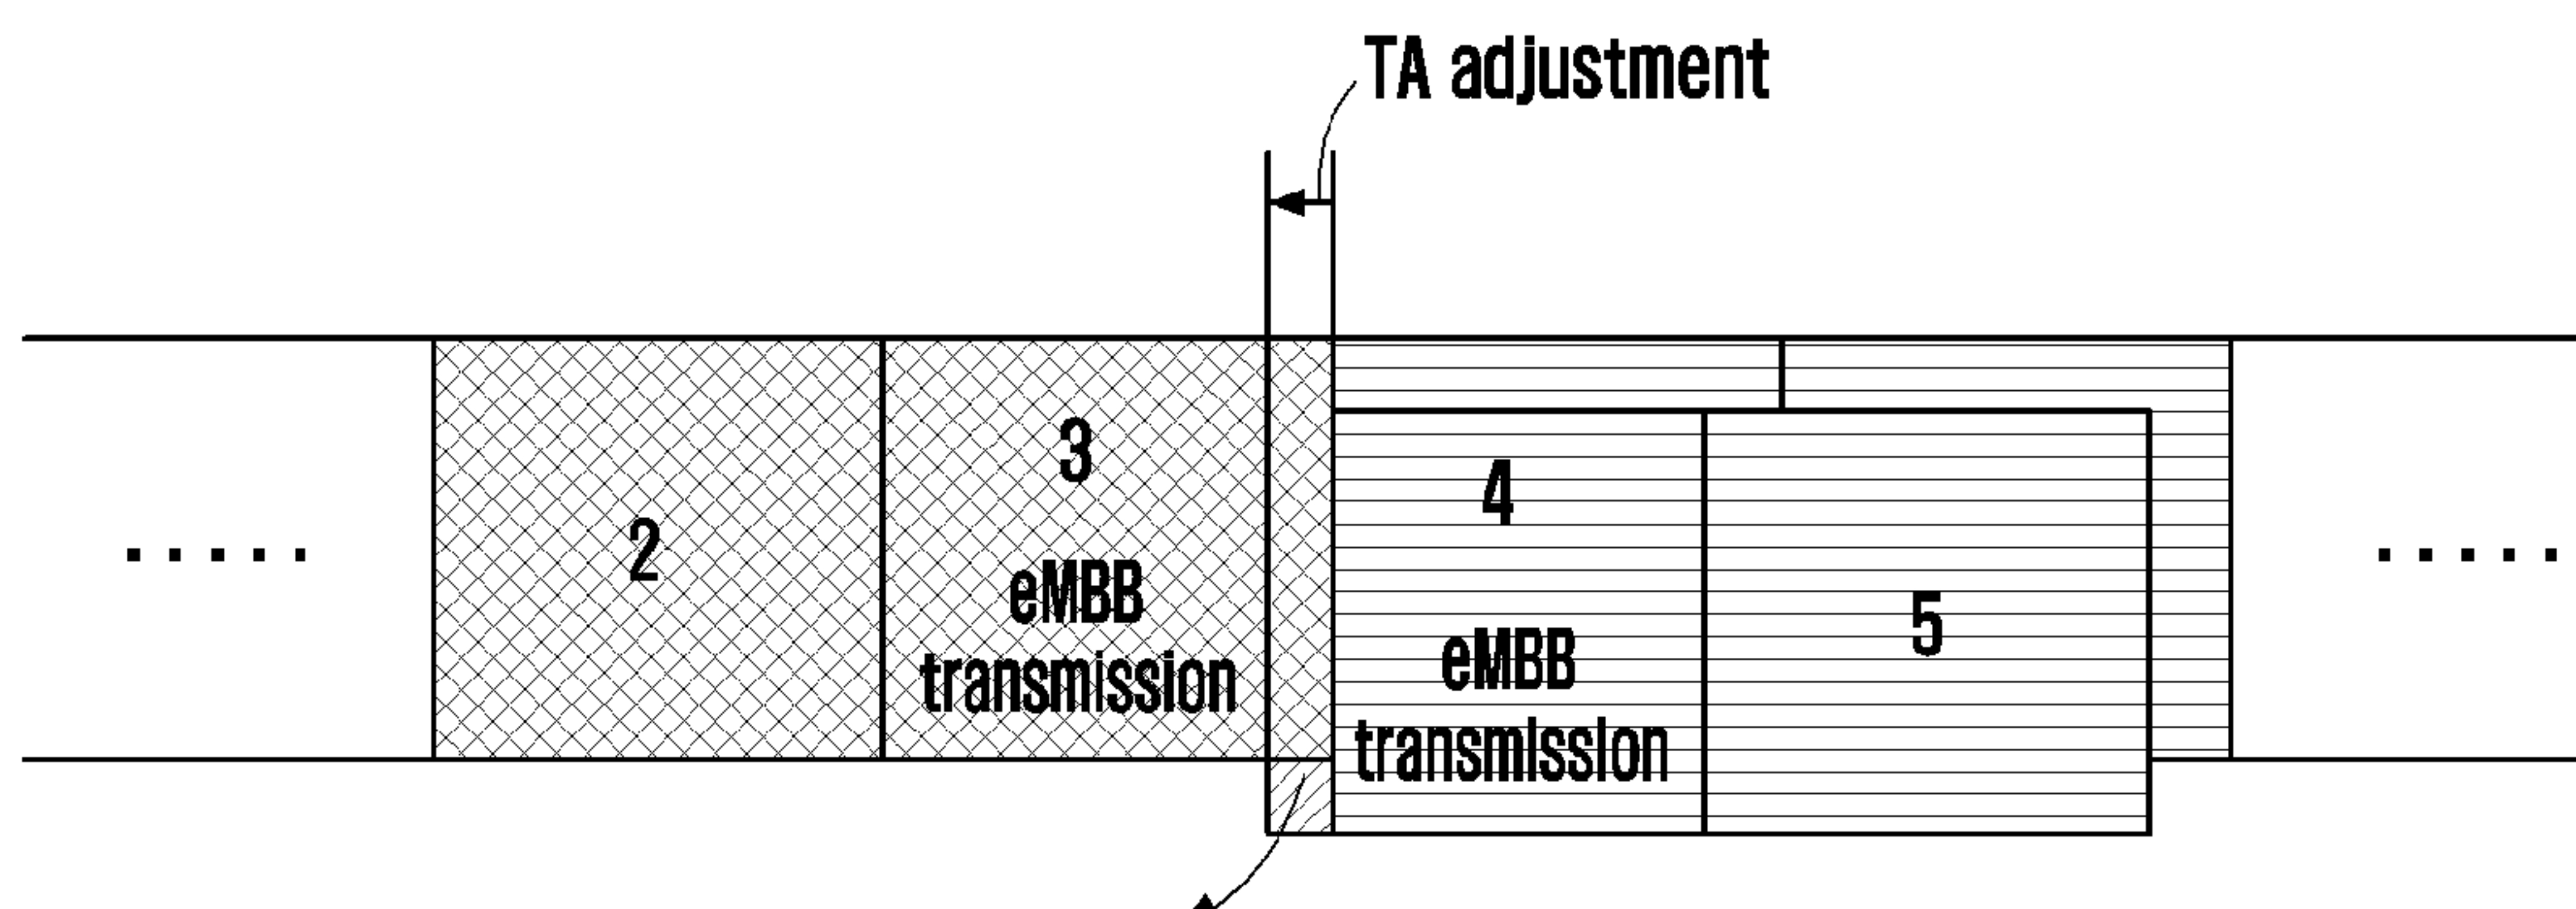 TA adjustment
3
4
2
5
eMBB
transmission
eMBB
transmission
.....
.....